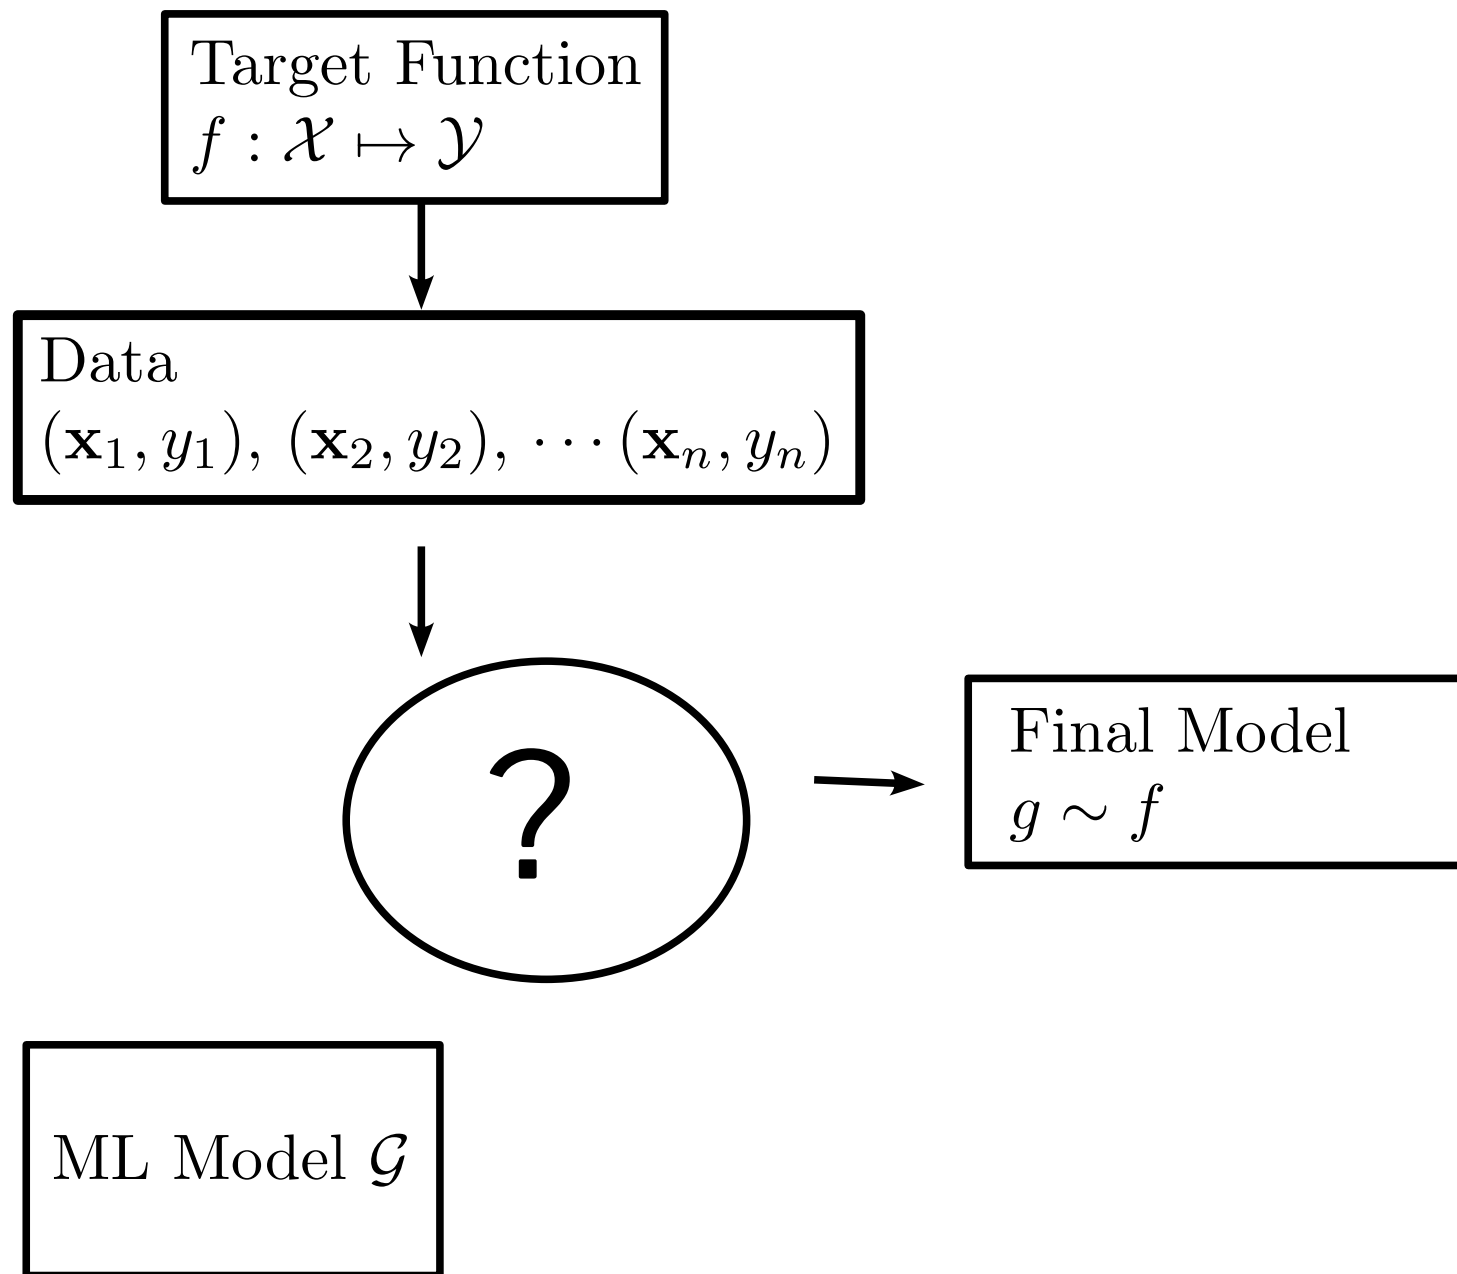 Target Function
f : 𝒳 ↦ 𝒴
Data
(𝐱₁, y₁), (𝐱₂, y₂), ⋯ (𝐱ₙ, yₙ)
?
Final Model
g ∼ f
ML Model 𝒢